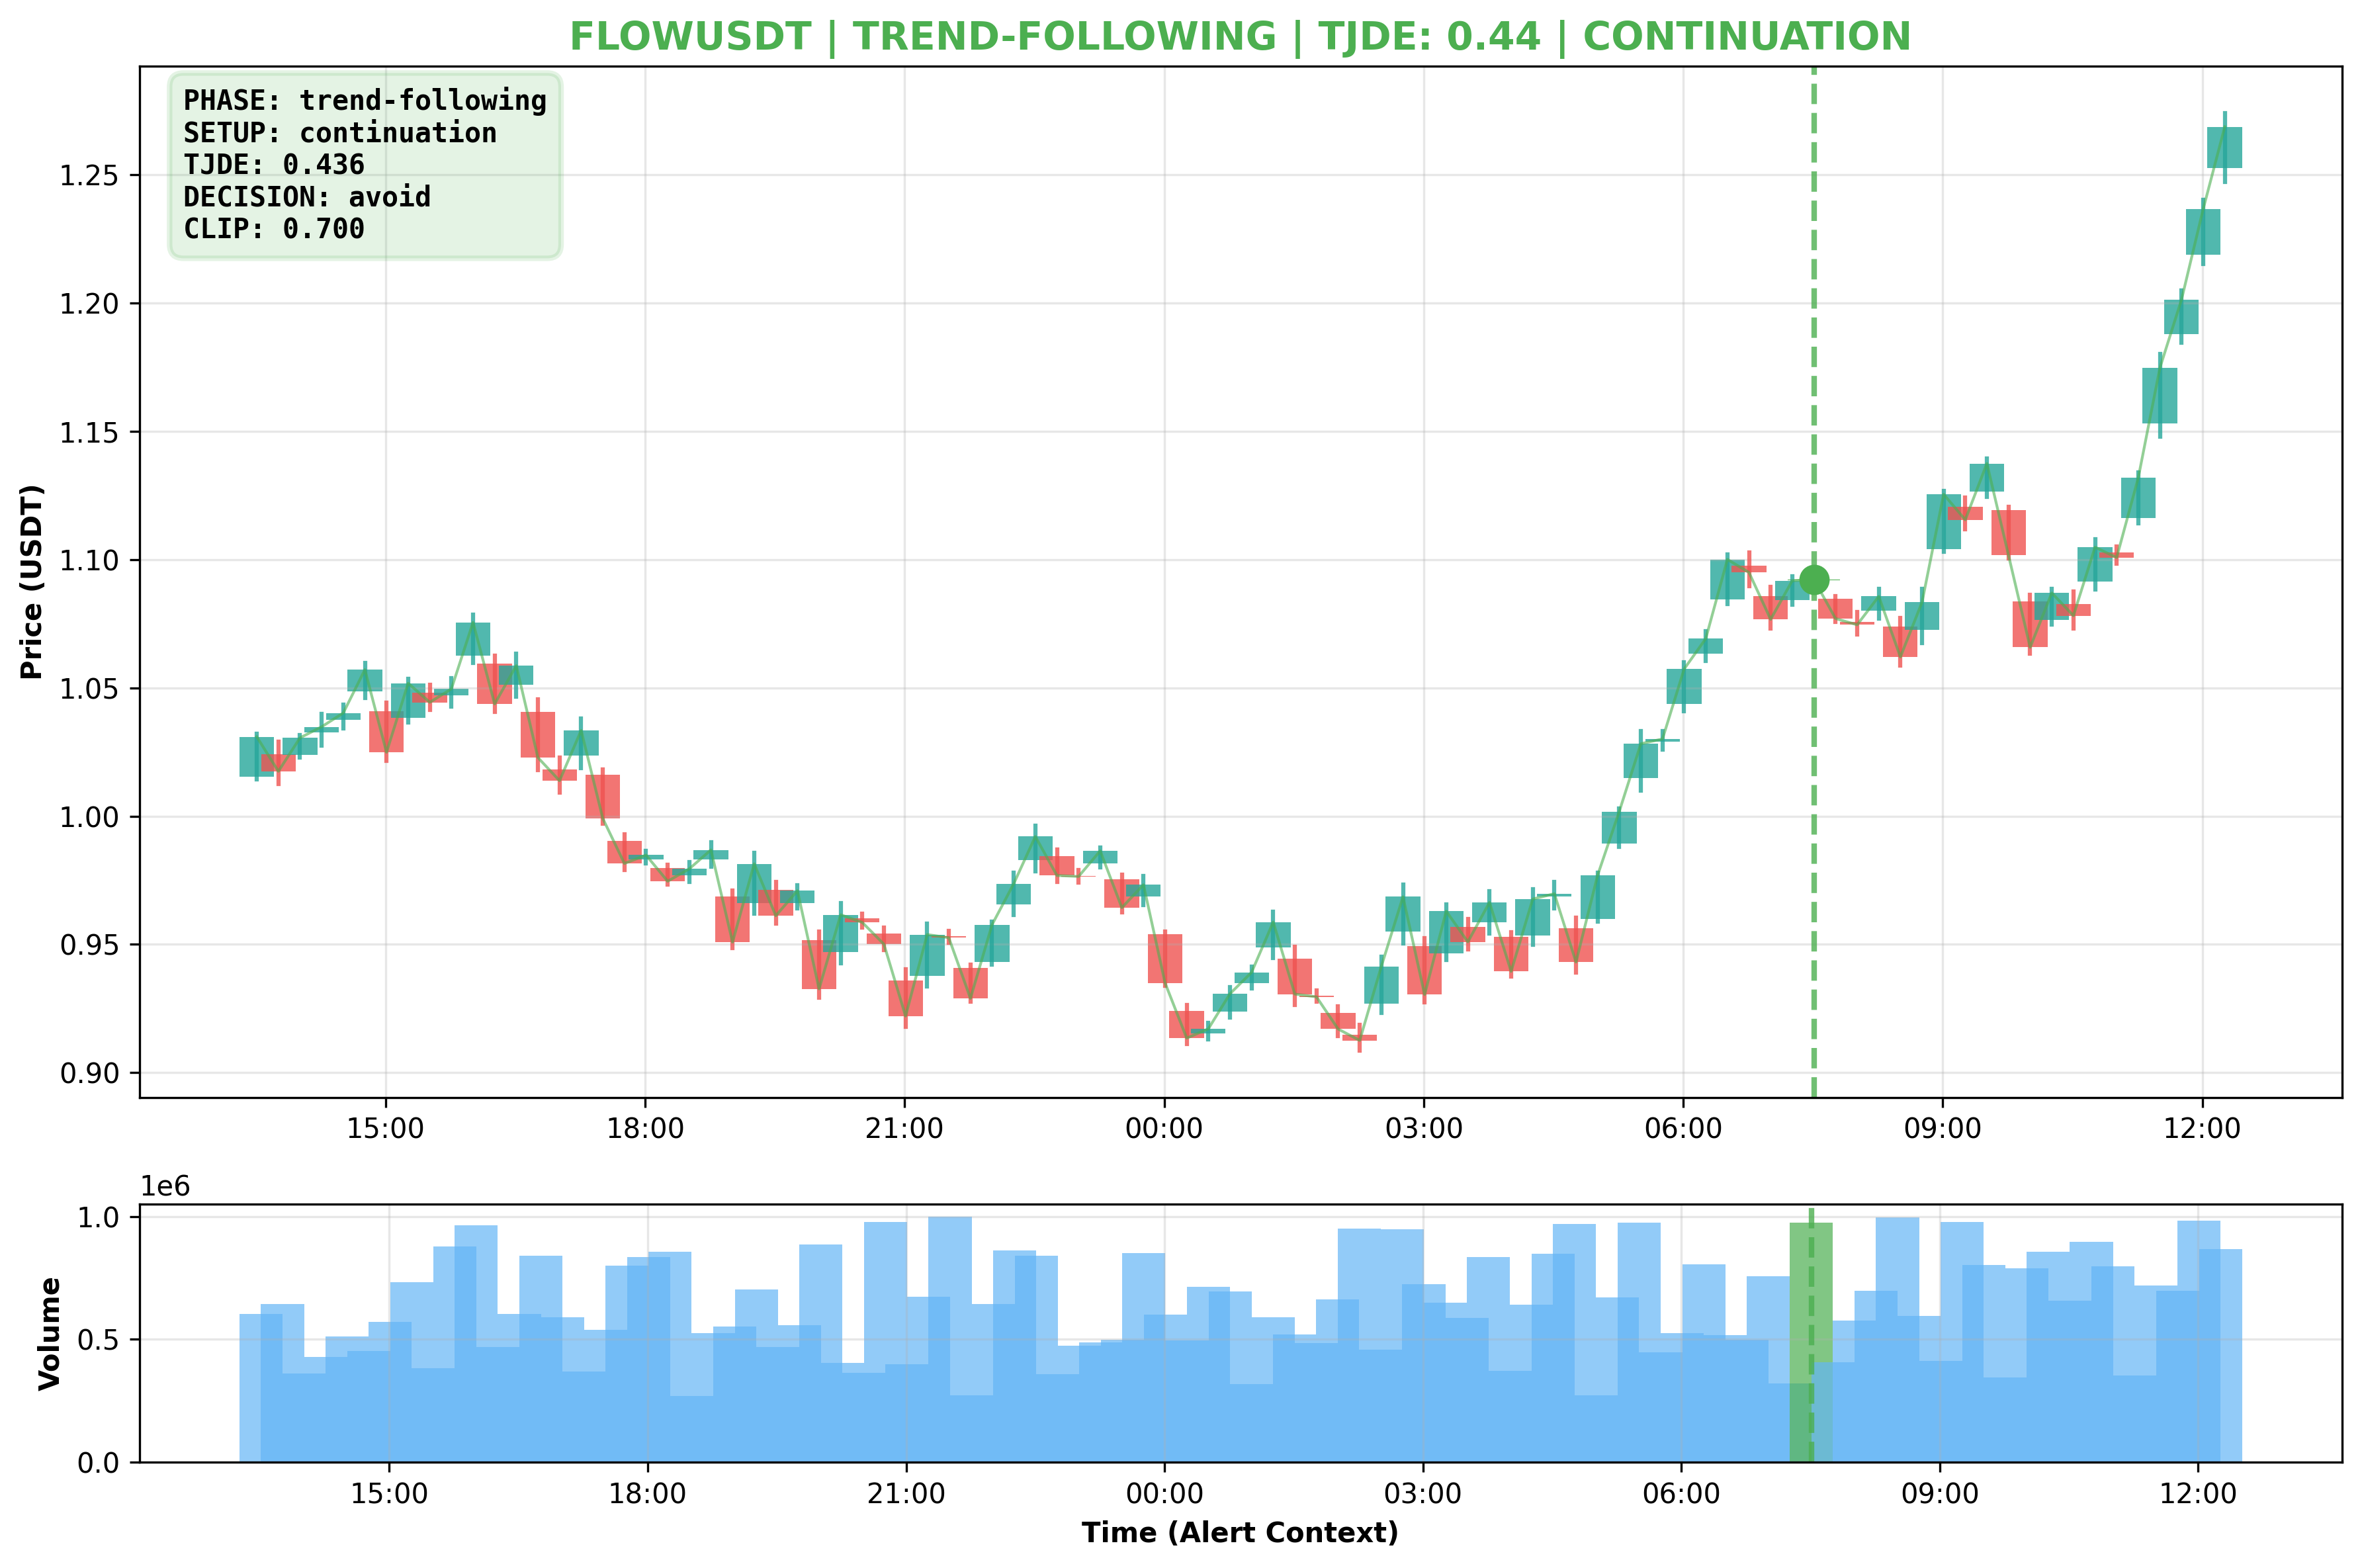 FLOWUSDT | TREND-FOLLOWING | TJDE: 0.44 | CONTINUATION
PHASE: trend-following
SETUP: continuation
TJDE: 0.436
DECISION: avoid
CLIP: 0.700
Price (USDT)
1.25
1.20
1.15
1.10
1.05
1.00
0.95
0.90
15:00 18:00 21:00 00:00 03:00 06:00 09:00 12:00
1e6
Volume
1.0
0.5
0.0
15:00 18:00 21:00 00:00 03:00 06:00 09:00 12:00
Time (Alert Context)